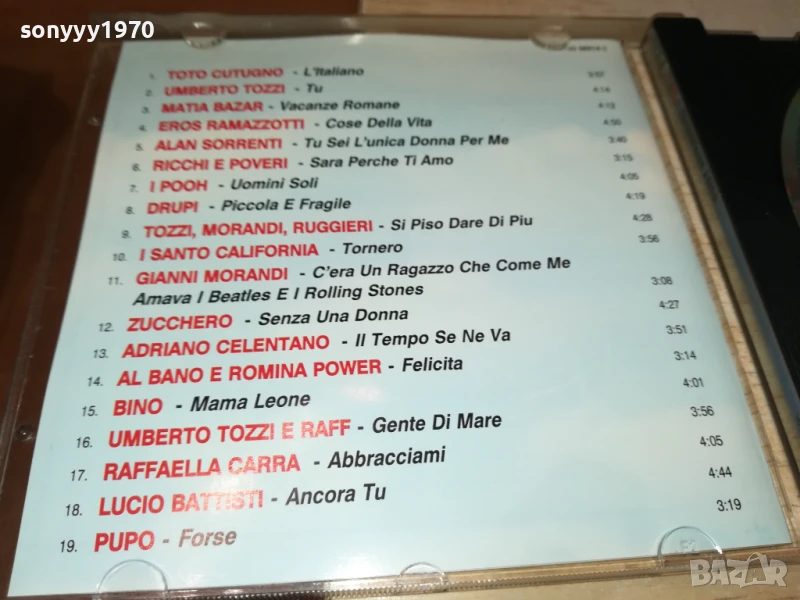 sonyyy1970
1. TOTO CUTUGNO - L'Italiano 3:57
2. UMBERTO TOZZI - Tu 4:14
3. MATIA BAZAR - Vacanze Romane 4:12
4. EROS RAMAZZOTTI - Cose Della Vita 4:50
5. ALAN SORRENTI - Tu Sei L'unica Donna Per Me 3:40
6. RICCHI E POVERI - Sara Perche Ti Amo 3:15
7. I POOH - Uomini Soli 4:05
8. DRUPI - Piccola E Fragile 4:19
9. TOZZI, MORANDI, RUGGIERI - Si Piso Dare Di Piu 4:28
10. I SANTO CALIFORNIA - Tornero 3:56
11. GIANNI MORANDI - C'era Un Ragazzo Che Come Me
Amava I Beatles E I Rolling Stones 3:08
12. ZUCCHERO - Senza Una Donna 4:27
13. ADRIANO CELENTANO - Il Tempo Se Ne Va 3:51
14. AL BANO E ROMINA POWER - Felicita 3:14
15. BINO - Mama Leone 4:01
16. UMBERTO TOZZI E RAFF - Gente Di Mare 3:56
17. RAFFAELLA CARRA - Abbracciami 4:05
18. LUCIO BATTISTI - Ancora Tu 4:44
19. PUPO - Forse 3:19
BAZAR